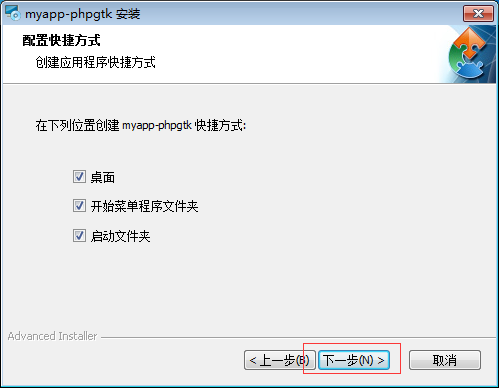 myapp-phpgtk 安装
配置快捷方式
创建应用程序快捷方式
在下列位置创建 myapp-phpgtk 快捷方式:
桌面
开始菜单程序文件夹
启动文件夹
Advanced Installer
< 上一步(B) 下一步(N) > 取消